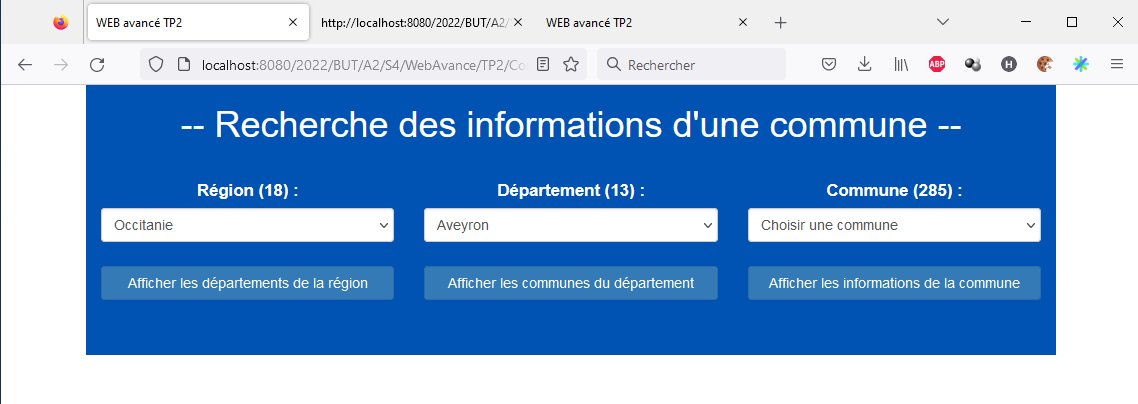 WEB avancé TP2
http://localhost:8080/2022/BUT/A2/
WEB avancé TP2
localhost:8080/2022/BUT/A2/S4/WebAvance/TP2/Co
Rechercher
ABP
H
-- Recherche des informations d'une commune --
Région (18) :
Département (13) :
Commune (285) :
Occitanie
Aveyron
Choisir une commune
Afficher les départements de la région
Afficher les communes du département
Afficher les informations de la commune